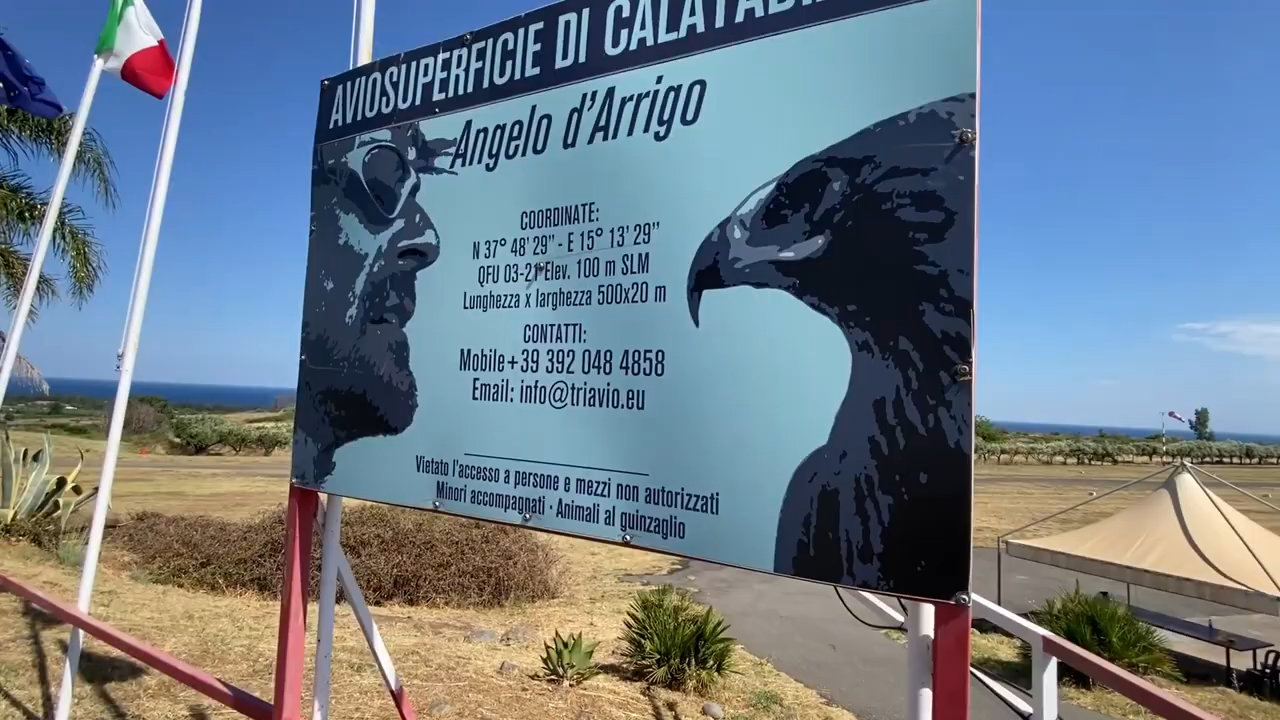 AVIOSUPERFICIE DI
Angelo d'Arrigo
COORDINATE:
N 37° 48' 29" - E 15° 13' 29"
QFU 03-21 Elev. 100 m SLM
Lunghezza x larghezza 500x20 m
CONTATTI:
Mobile +39 392 048 4858
Email: info@triavio.eu
Vietato l'accesso a persone e mezzi non autorizzati
Minori accompagnati · Animali al guinzaglio